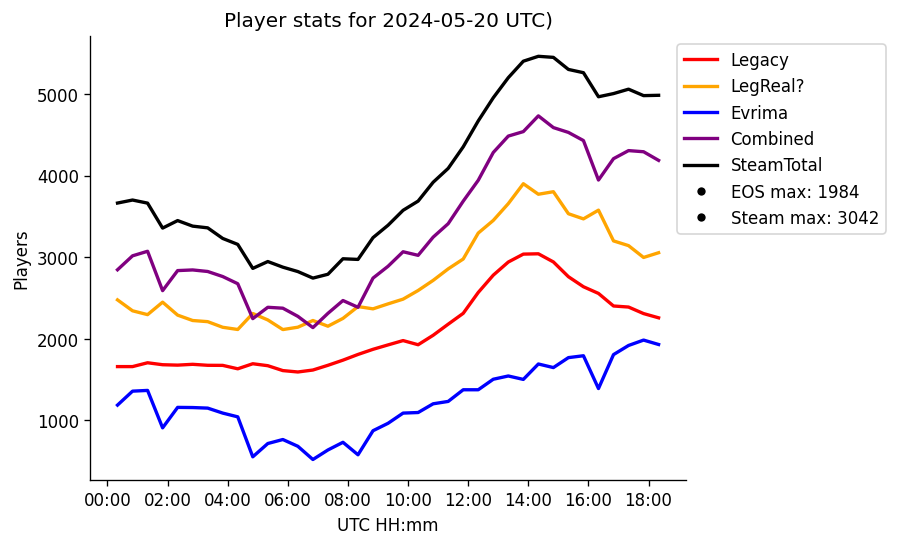 Player stats for 2024-05-20 UTC)
Legacy
LegReal?
Evrima
Combined
SteamTotal
EOS max: 1984
Steam max: 3042
Players
5000
4000
3000
2000
1000
00:00 02:00 04:00 06:00 08:00 10:00 12:00 14:00 16:00 18:00
UTC HH:mm